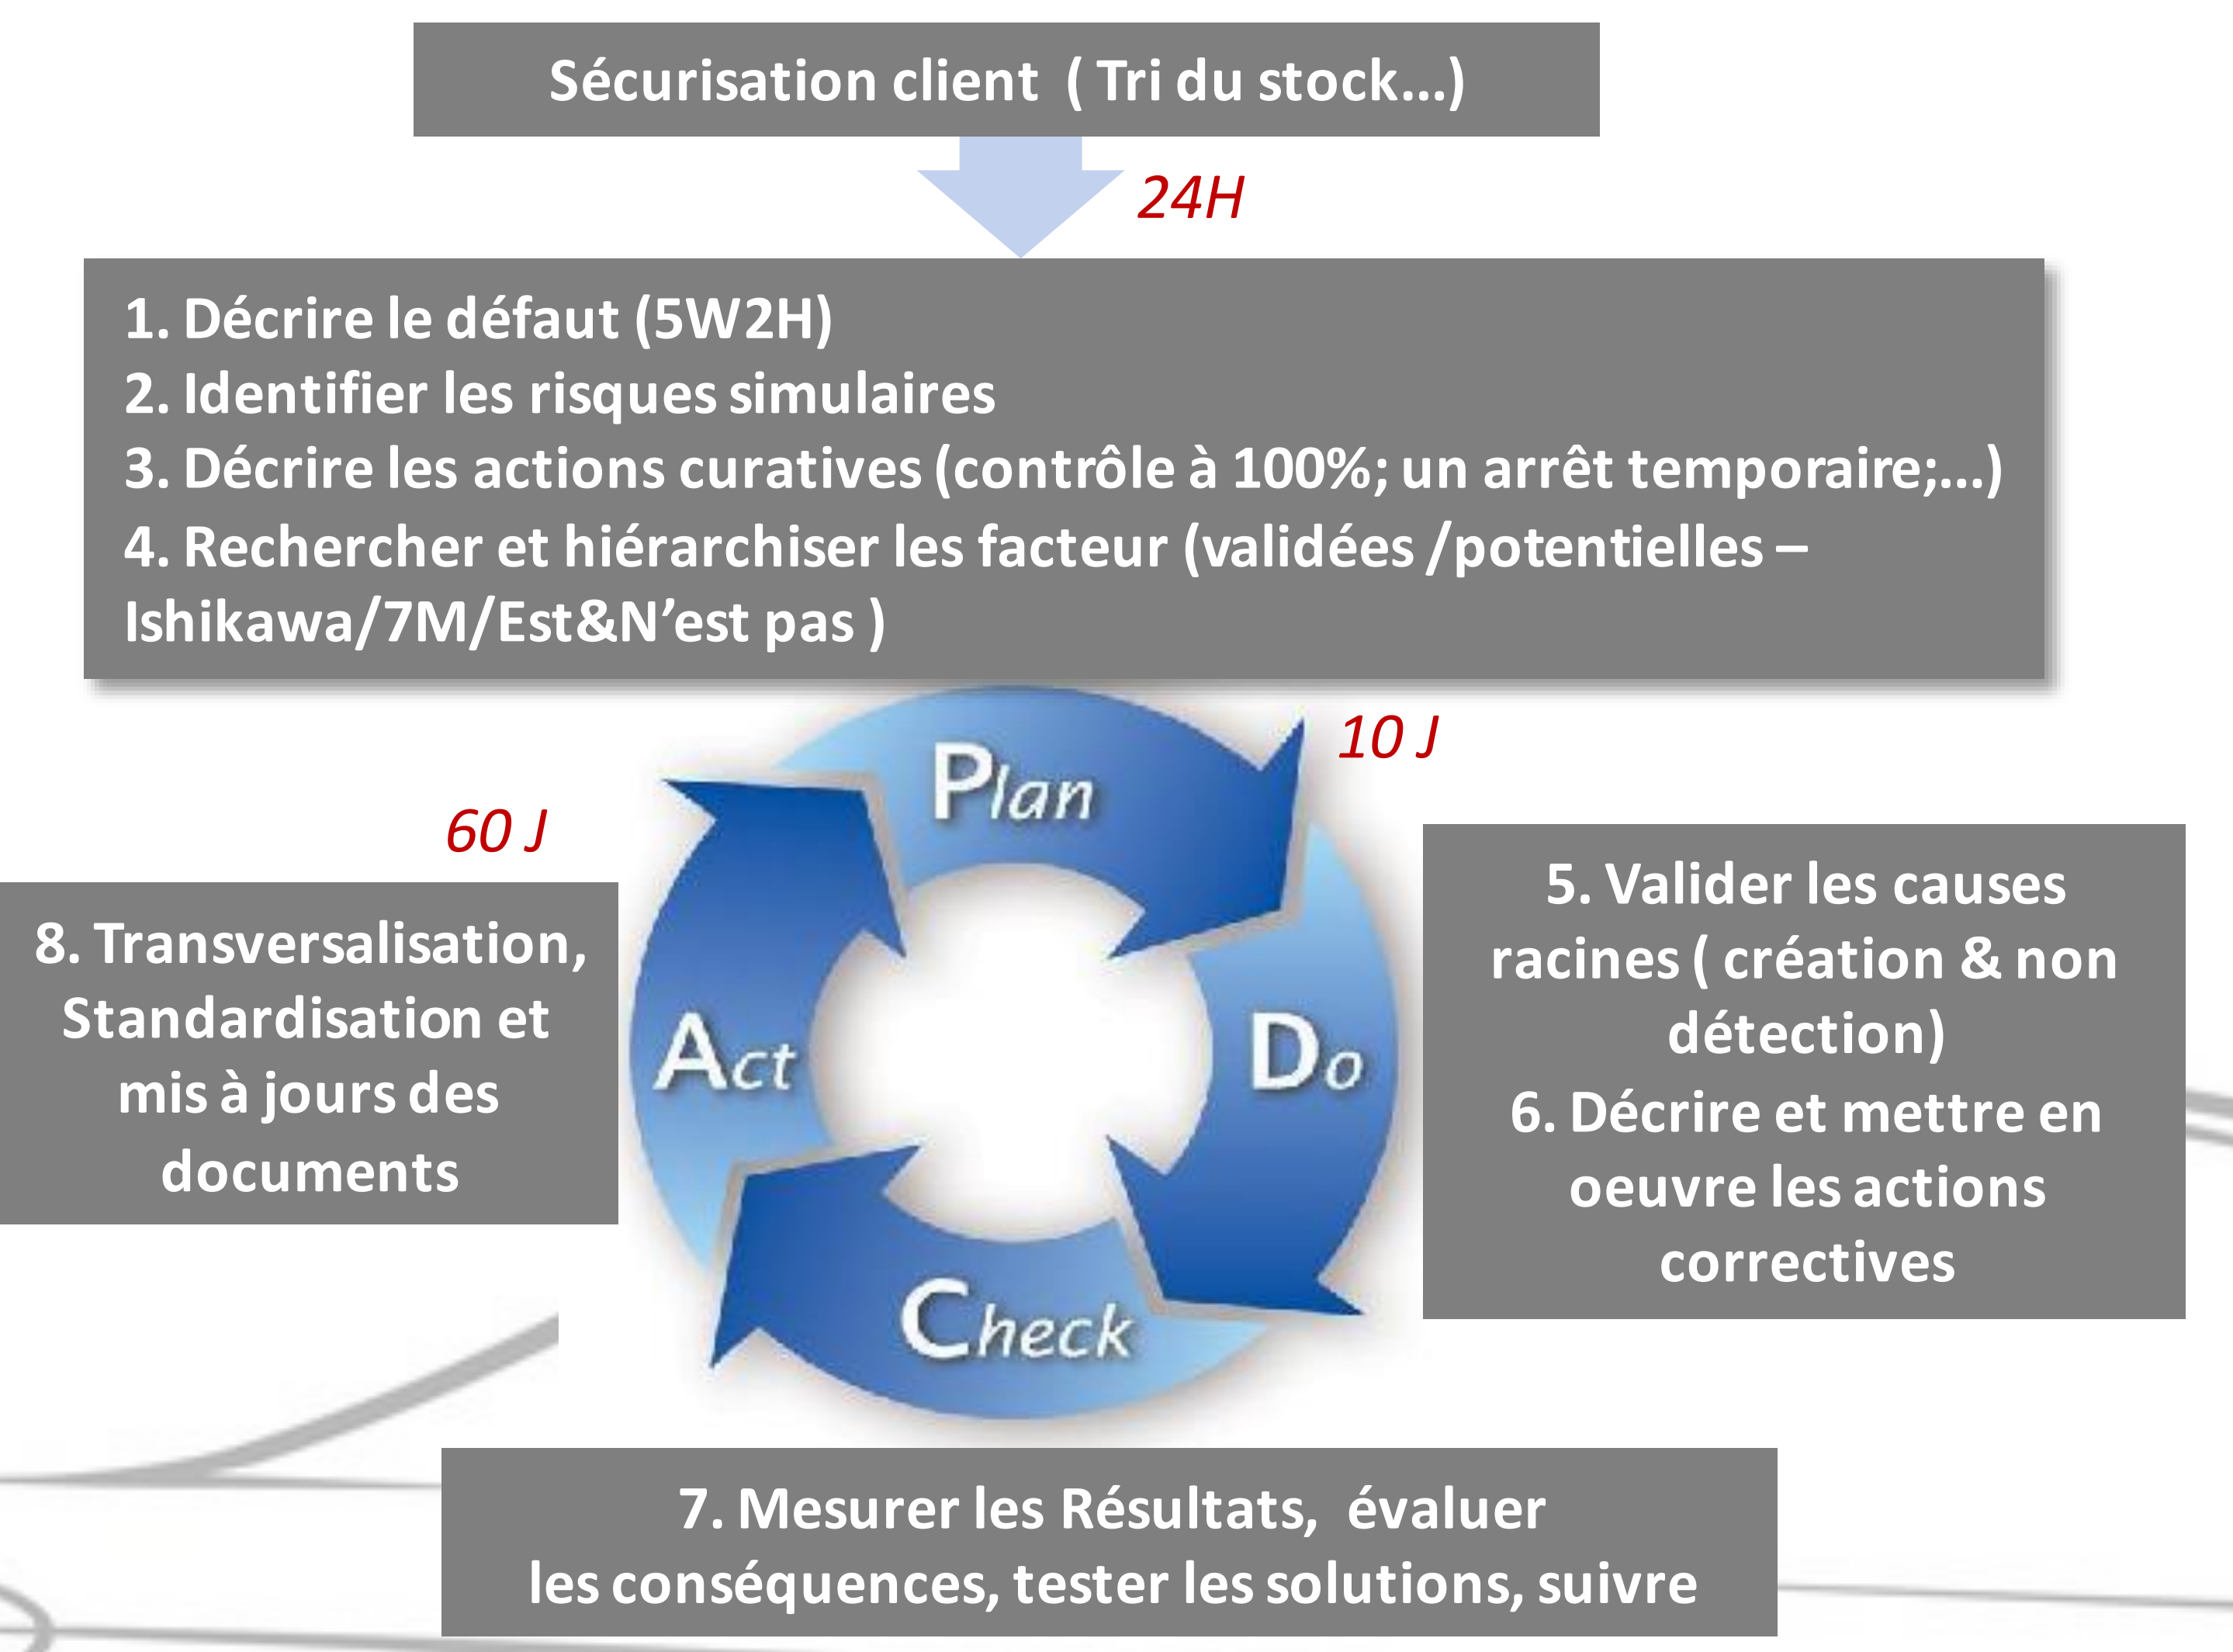 Sécurisation client ( Tri du stock...)
24H
1. Décrire le défaut (5W2H)
2. Identifier les risques simulaires
3. Décrire les actions curatives (contrôle à 100%; un arrêt temporaire;...)
4. Rechercher et hiérarchiser les facteur (validées /potentielles –
Ishikawa/7M/Est&N’est pas )
10 J
Plan
60 J
5. Valider les causes
racines ( création & non
détection)
6. Décrire et mettre en
oeuvre les actions
correctives
8. Transversalisation,
Standardisation et
mis à jours des
documents
Act
Do
Check
7. Mesurer les Résultats, évaluer
les conséquences, tester les solutions, suivre